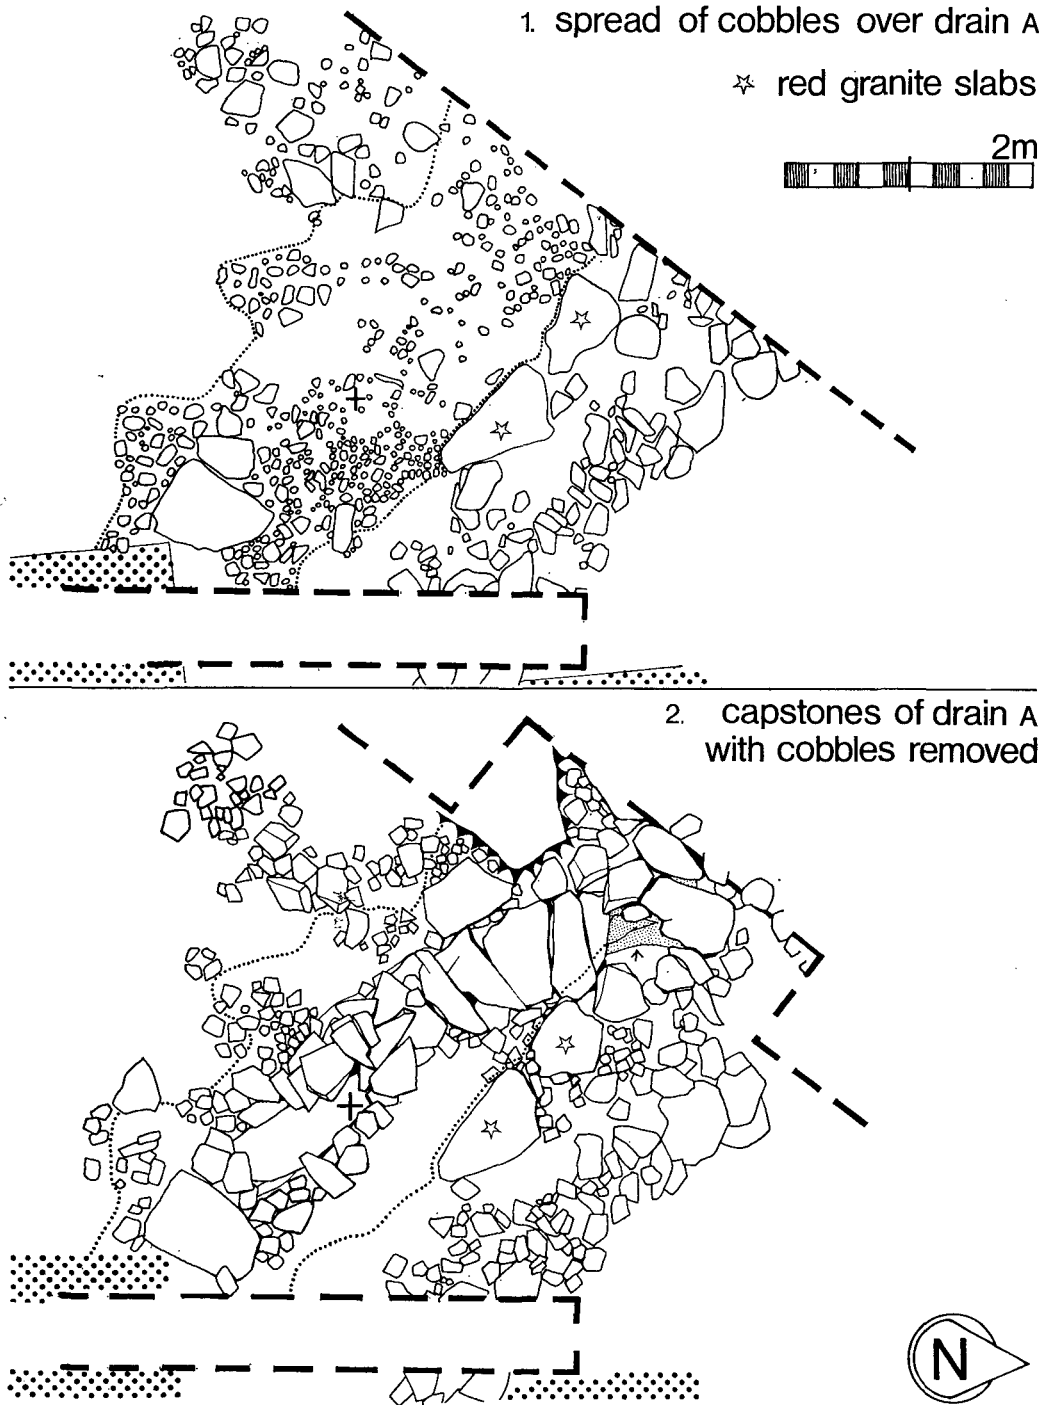 1. spread of cobbles over drain A
☆ red granite slabs
2m
2. capstones of drain A
with cobbles removed
N